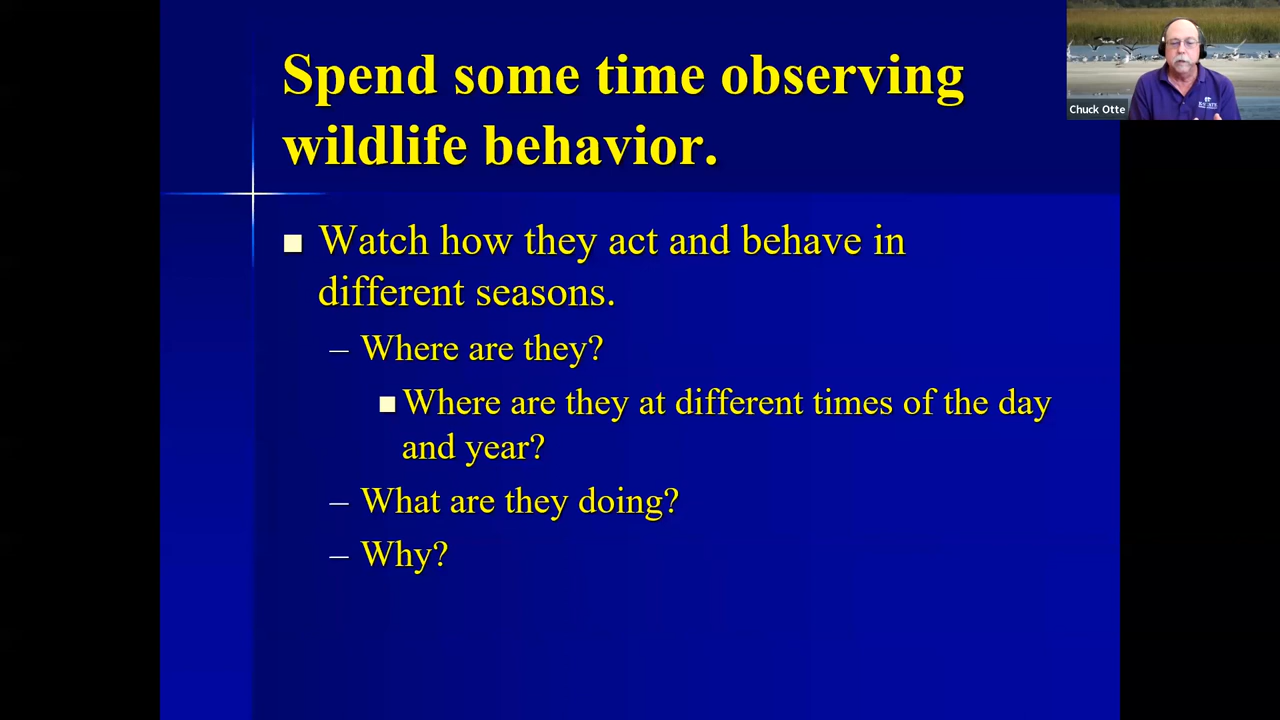 Spend some time observing
wildlife behavior.
Chuck Otte
■ Watch how they act and behave in
different seasons.
– Where are they?
■ Where are they at different times of the day
and year?
– What are they doing?
– Why?